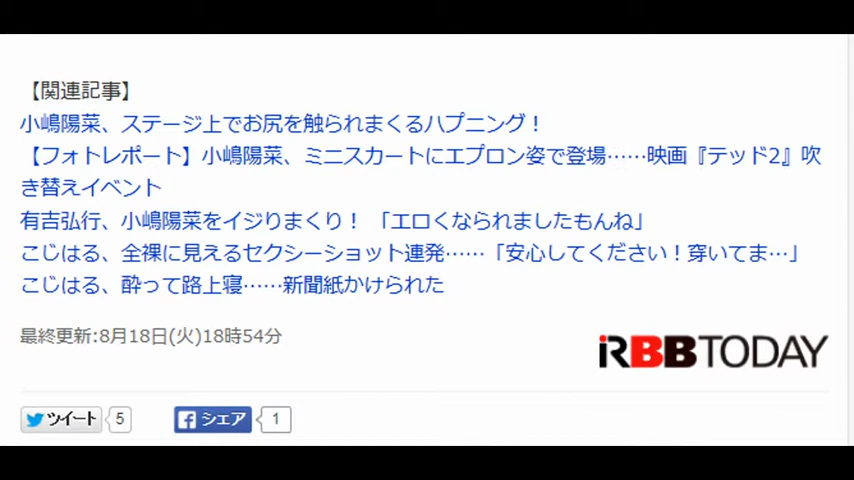 【関連記事】
小嶋陽菜、ステージ上でお尻を触られまくるハプニング！
【フォトレポート】小嶋陽菜、ミニスカートにエプロン姿で登場……映画『テッド2』吹
き替えイベント
有吉弘行、小嶋陽菜をイジりまくり！ 「エロくなられましたもんね」
こじはる、全裸に見えるセクシーショット連発……「安心してください！穿いてま…」
こじはる、酔って路上寝……新聞紙かけられた
最終更新:8月18日(火)18時54分
iRBBTODAY
ツイート 5 シェア 1